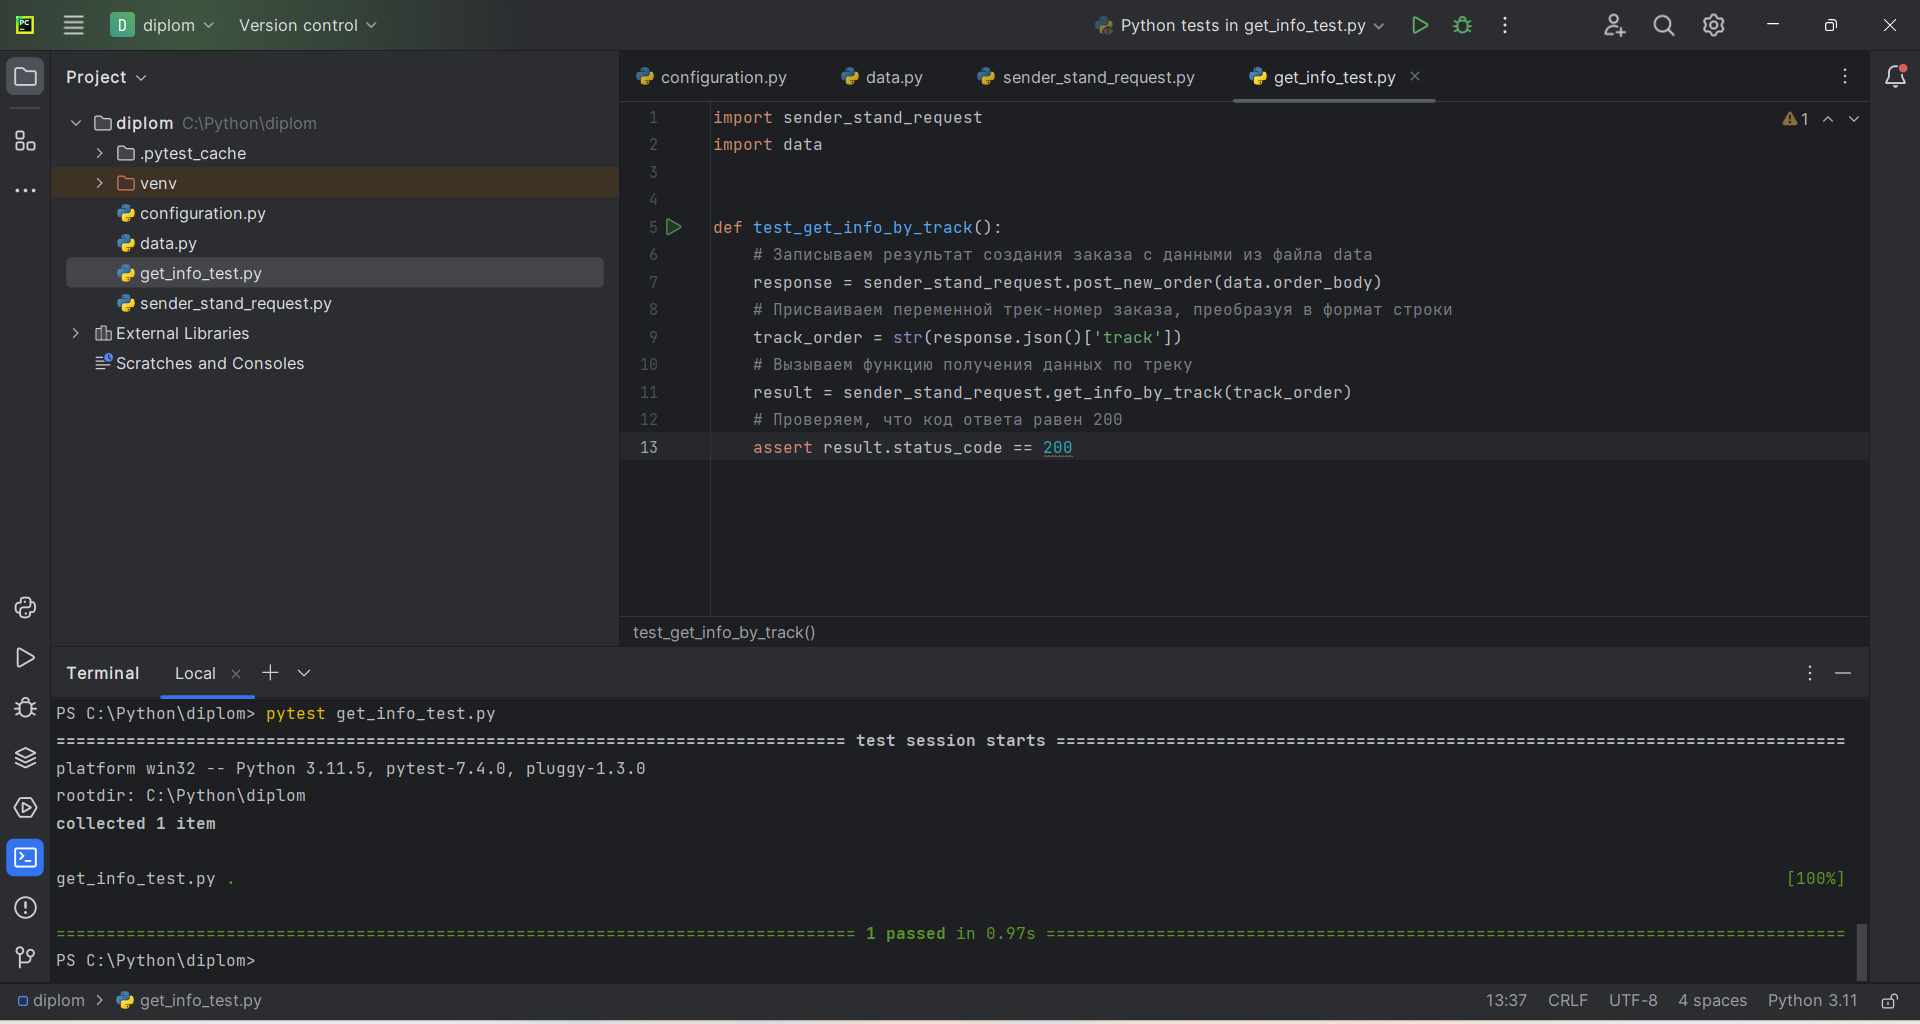 PC
D diplom
Version control
Python tests in get_info_test.py
Project
configuration.py
data.py
sender_stand_request.py
get_info_test.py
diplom C:\Python\diplom
.pytest_cache
venv
configuration.py
data.py
get_info_test.py
sender_stand_request.py
External Libraries
Scratches and Consoles
1 import sender_stand_request
2 import data
3
4
5 def test_get_info_by_track():
6 # Записываем результат создания заказа с данными из файла data
7 response = sender_stand_request.post_new_order(data.order_body)
8 # Присваиваем переменной трек-номер заказа, преобразуя в формат строки
9 track_order = str(response.json()['track'])
10 # Вызываем функцию получения данных по треку
11 result = sender_stand_request.get_info_by_track(track_order)
12 # Проверяем, что код ответа равен 200
13 assert result.status_code == 200
1
test_get_info_by_track()
Terminal
Local
PS C:\Python\diplom> pytest get_info_test.py
=============================================================================== test session starts ===============================================================================
platform win32 -- Python 3.11.5, pytest-7.4.0, pluggy-1.3.0
rootdir: C:\Python\diplom
collected 1 item
get_info_test.py . [100%]
================================================================================ 1 passed in 0.97s ================================================================================
PS C:\Python\diplom>
diplom > get_info_test.py
13:37
CRLF
UTF-8
4 spaces
Python 3.11